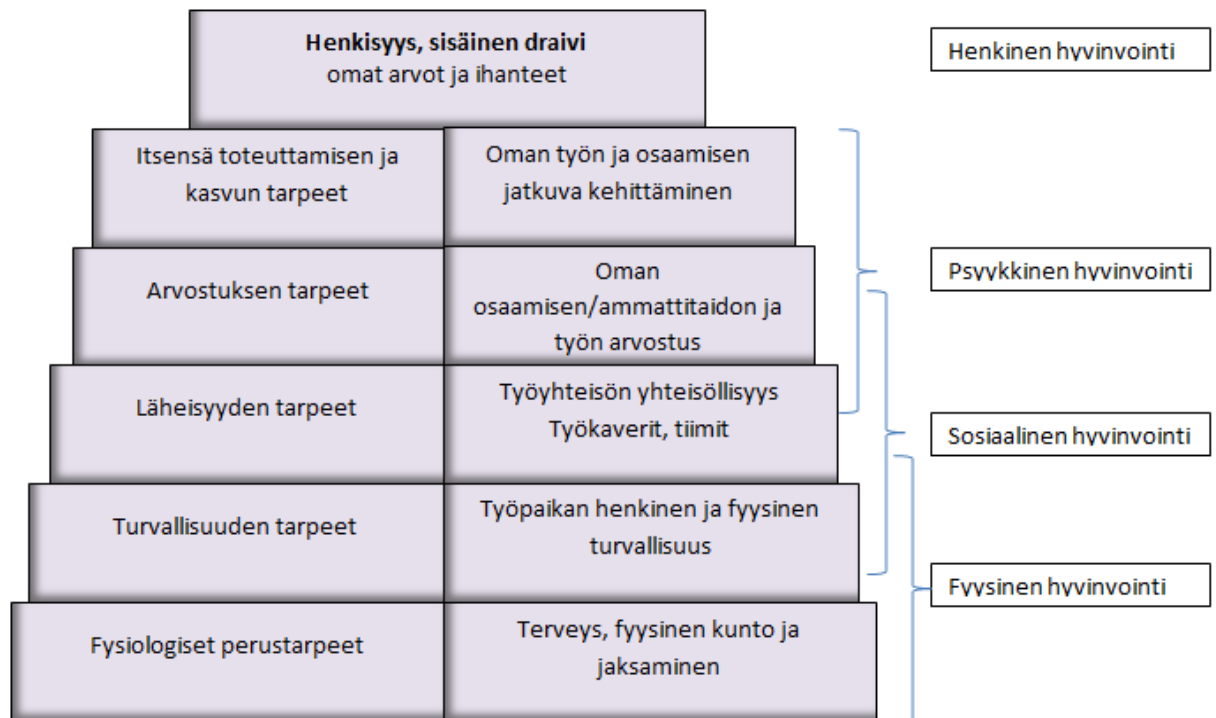 Henkisyys, sisäinen draivi
omat arvot ja ihanteet
Henkinen hyvinvointi
Itsensä toteuttamisen ja
kasvun tarpeet
Oman työn ja osaamisen
jatkuva kehittäminen
Psyykkinen hyvinvointi
Arvostuksen tarpeet
Oman
osaamisen/ammattitaidon ja
työn arvostus
Läheisyyden tarpeet
Työyhteisön yhteisöllisyys
Työkaverit, tiimit
Sosiaalinen hyvinvointi
Turvallisuuden tarpeet
Työpaikan henkinen ja fyysinen
turvallisuus
Fyysinen hyvinvointi
Fysiologiset perustarpeet
Terveys, fyysinen kunto ja
jaksaminen